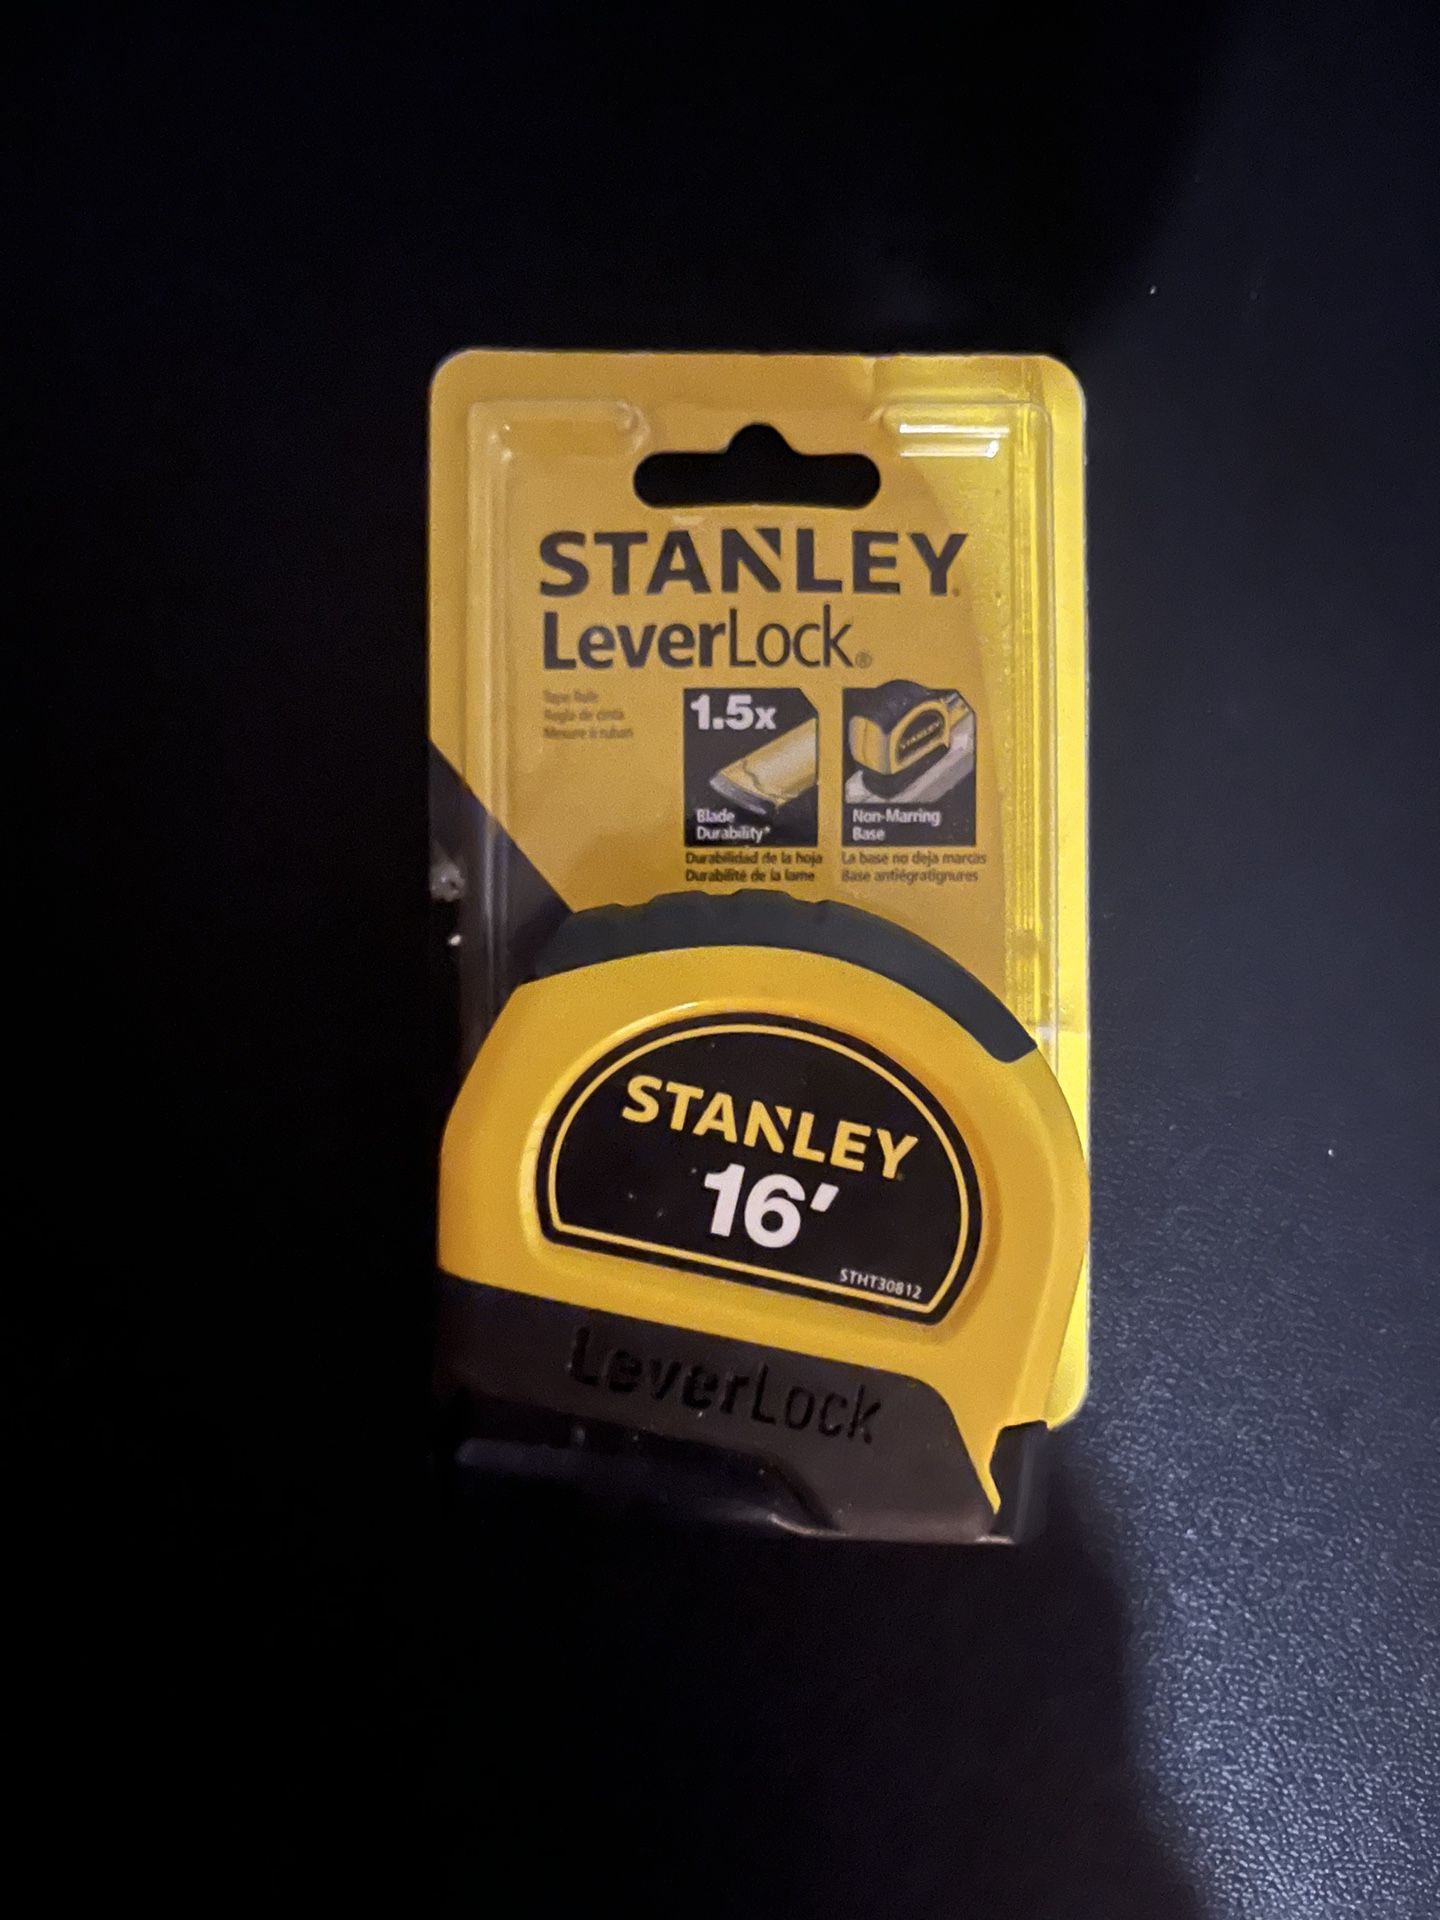 STANLEY
LeverLock®
Tape Rule
Regla de cinta
Mesure à ruban
1.5x
Blade
Durability*
Durabilidad de la hoja
Durabilité de la lame
STANLEY
Non-Marring
Base
La base no deja marcas
Base antiégratignures
STANLEY
16'
STHT30812
LeverLock